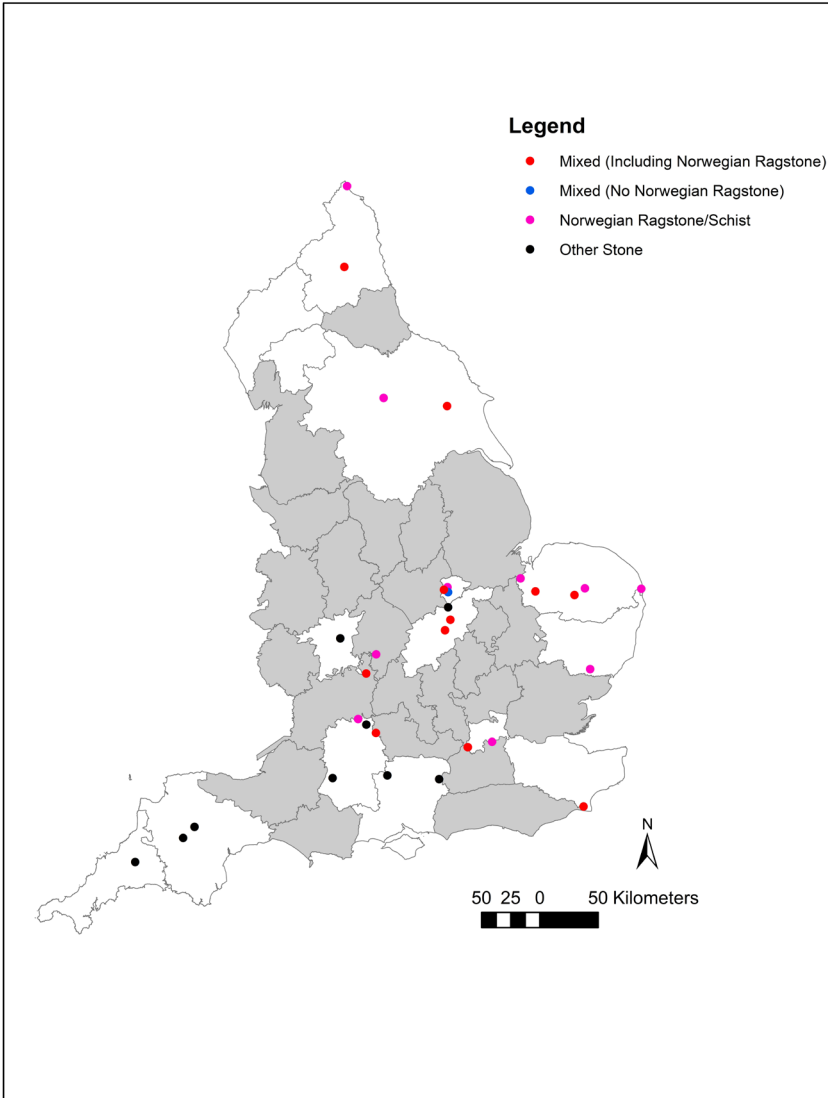 Legend
Mixed (Including Norwegian Ragstone)
Mixed (No Norwegian Ragstone)
Norwegian Ragstone/Schist
Other Stone
N
50 25 0 50 Kilometers